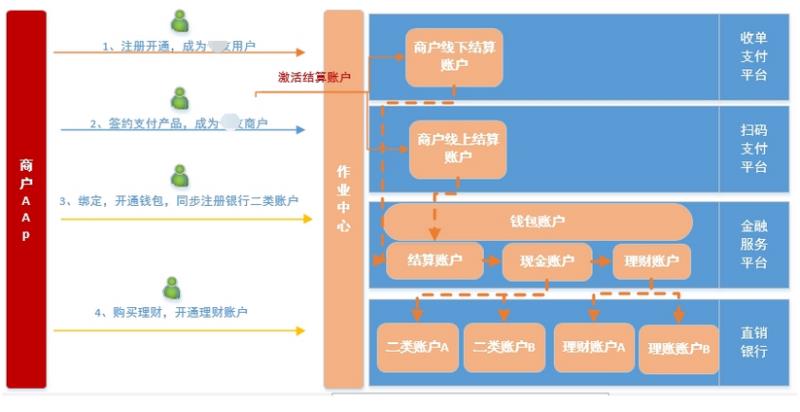 商户AAp
1、注册开通，成为 友用户
激活结算账户
2、签约支付产品，成为 友商户
3、绑定，开通钱包，同步注册银行二类账户
4、购买理财，开通理财账户
作业中心
商户线下结算
账户
收单
支付
平台
商户线上结算
账户
扫码
支付
平台
钱包账户
结算账户
现金账户
理财账户
金融
服务
平台
二类账户A
二类账户B
理财账户A
理账账户B
直销
银行